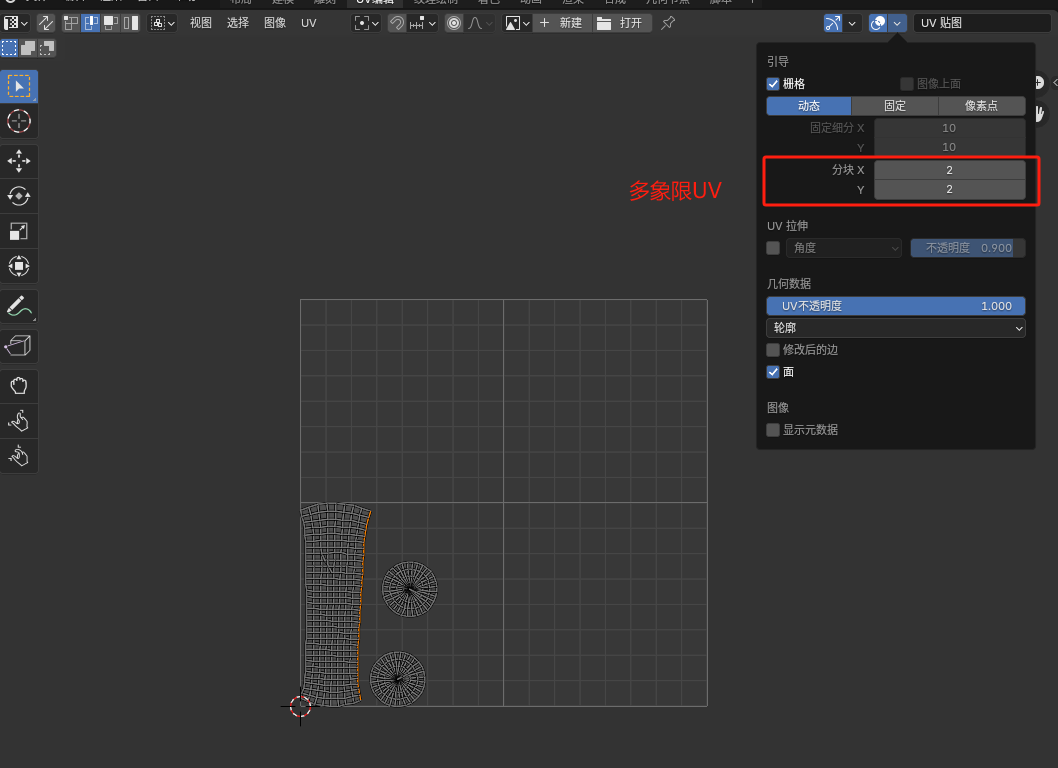 UV编辑
视图 选择 图像 UV 新建 打开 UV 贴图
引导
栅格 图像上面
动态 固定 像素点
固定细分 X 10
Y 10
分块 X 2
Y 2
多象限UV
UV 拉伸
角度 不透明度 0.900
几何数据
UV不透明度 1.000
轮廓
修改后的边
面
图像
显示元数据